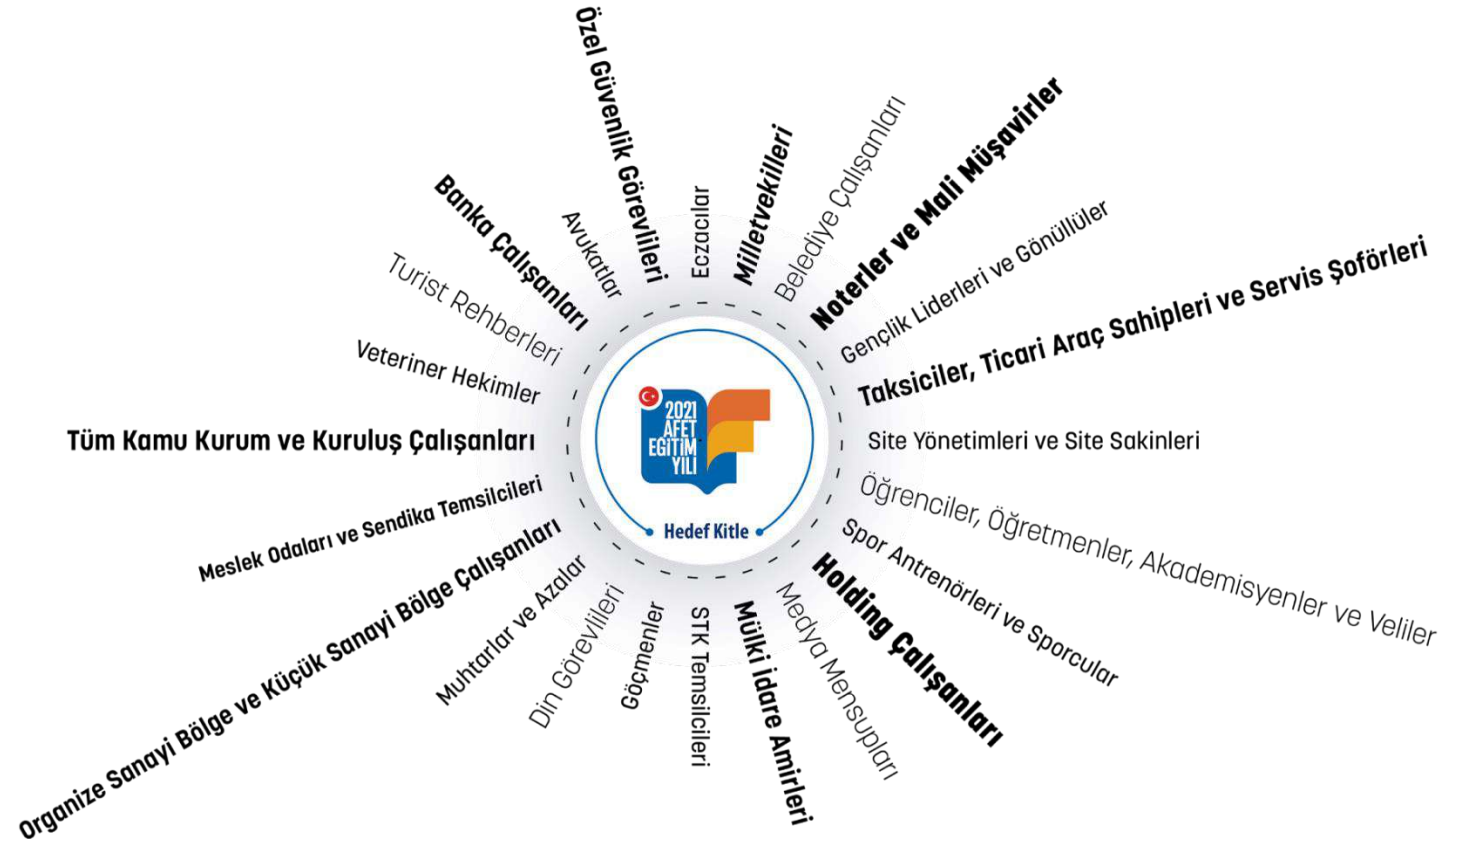 Özel Güvenlik Görevlileri
Eczacılar
Milletvekilleri
Belediye Çalışanları
Noterler ve Mali Müşavirler
Gençlik Liderleri ve Gönüllüler
Taksiciler, Ticari Araç Sahipleri ve Servis Şoförleri
Site Yönetimleri ve Site Sakinleri
Öğrenciler, Öğretmenler, Akademisyenler ve Veliler
Spor Antrenörleri ve Sporcular
Holding Çalışanları
Medya Mensupları
Mülki İdare Amirleri
STK Temsilcileri
Göçmenler
Din Görevlileri
Muhtarlar ve Azalar
Organize Sanayi Bölge ve Küçük Sanayi Bölge Çalışanları
Meslek Odaları ve Sendika Temsilcileri
Tüm Kamu Kurum ve Kuruluş Çalışanları
Veteriner Hekimler
Turist Rehberleri
Banka Çalışanları
Avukatlar
2021
AFET
EĞİTİM
YILI
Hedef Kitle